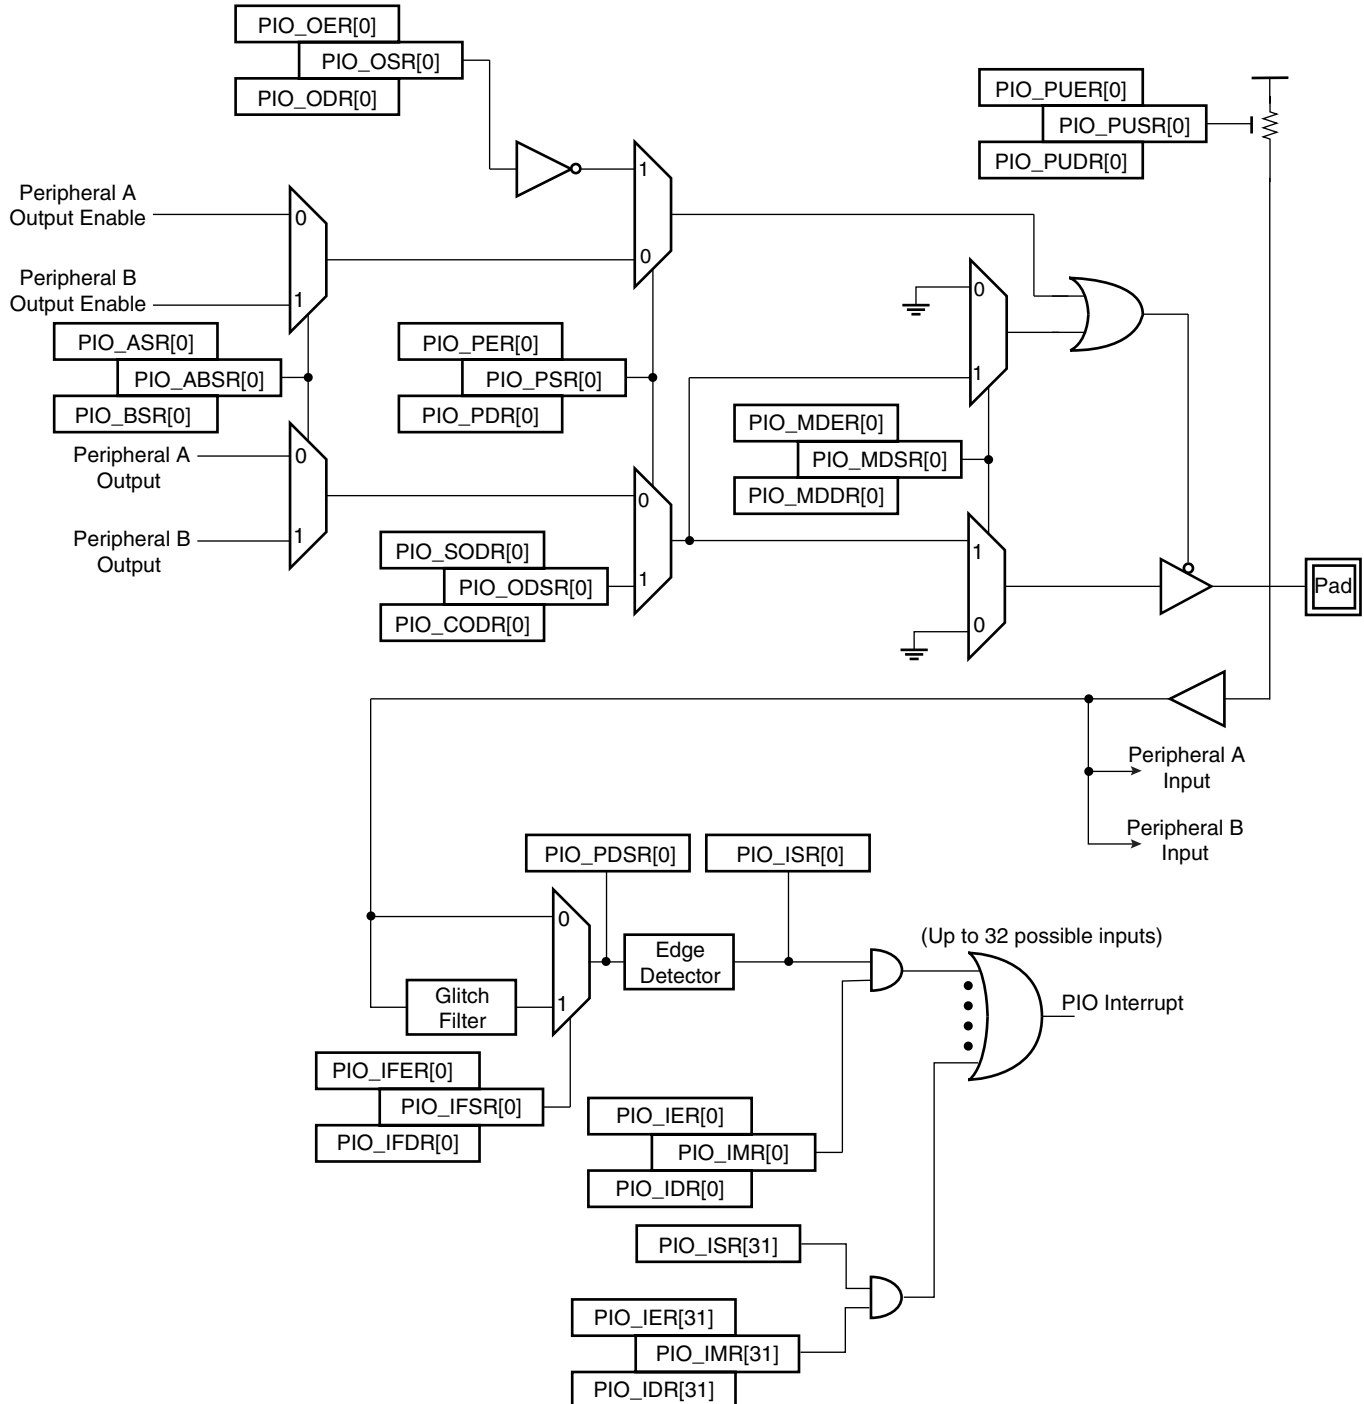 PIO_OER[0]
PIO_OSR[0]
PIO_ODR[0]
PIO_PUER[0]
PIO_PUSR[0]
PIO_PUDR[0]
1
0
Peripheral A
Output Enable
0
Peripheral B
Output Enable
1
PIO_ASR[0]
PIO_ABSR[0]
PIO_BSR[0]
PIO_PER[0]
PIO_PSR[0]
PIO_PDR[0]
0
1
PIO_MDER[0]
PIO_MDSR[0]
PIO_MDDR[0]
Peripheral A
Output
0
Peripheral B
Output
1
0
1
PIO_SODR[0]
PIO_ODSR[0]
PIO_CODR[0]
1
0
Pad
Peripheral A
Input
Peripheral B
Input
PIO_PDSR[0]
PIO_ISR[0]
0
1
Glitch
Filter
Edge
Detector
(Up to 32 possible inputs)
PIO Interrupt
PIO_IFER[0]
PIO_IFSR[0]
PIO_IFDR[0]
PIO_IER[0]
PIO_IMR[0]
PIO_IDR[0]
PIO_ISR[31]
PIO_IER[31]
PIO_IMR[31]
PIO_IDR[31]